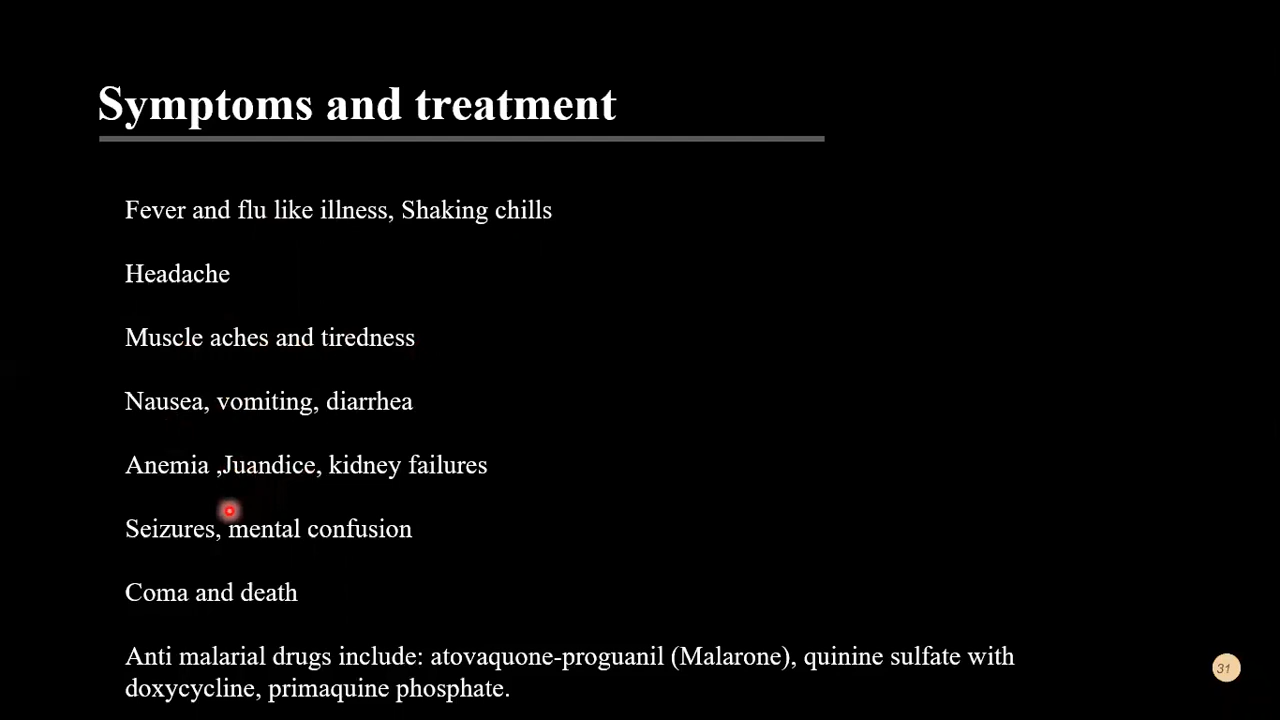 Symptoms and treatment
Fever and flu like illness, Shaking chills
Headache
Muscle aches and tiredness
Nausea, vomiting, diarrhea
Anemia ,Juandice, kidney failures
Seizures, mental confusion
Coma and death
Anti malarial drugs include: atovaquone-proguanil (Malarone), quinine sulfate with
doxycycline, primaquine phosphate.
31